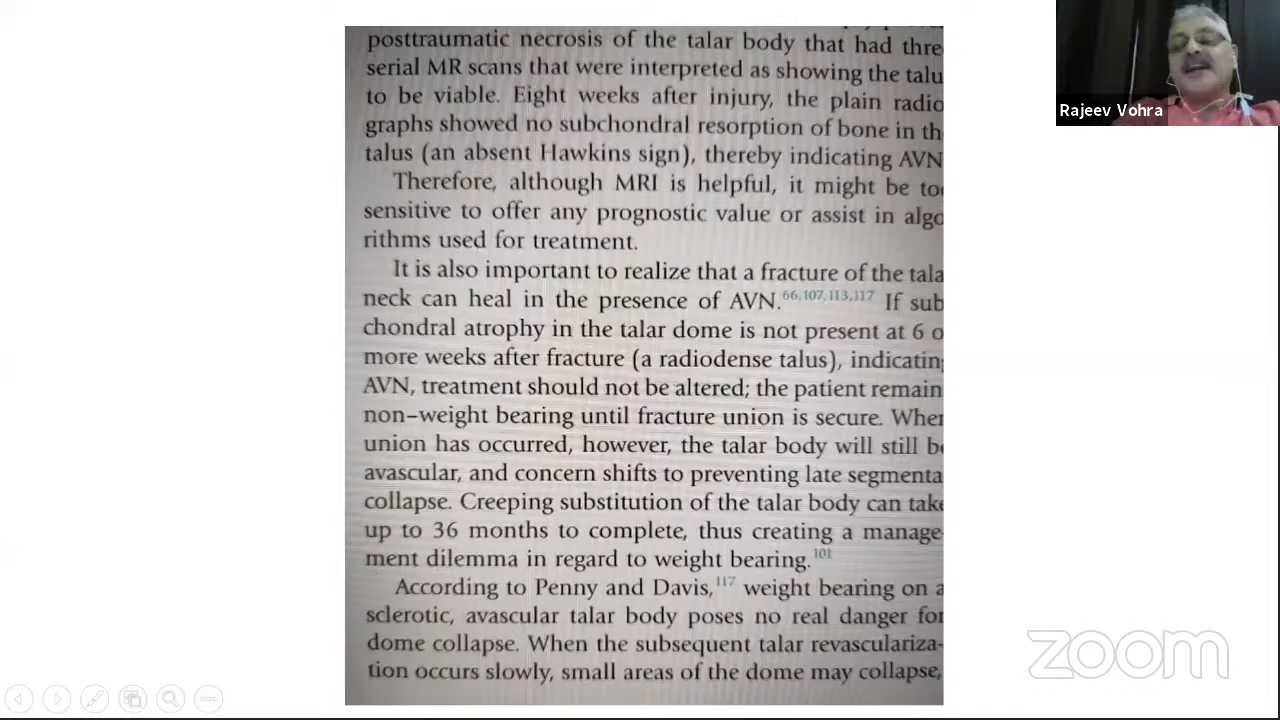 posttraumatic necrosis of the talar body that had thre
serial MR scans that were interpreted as showing the talu
to be viable. Eight weeks after injury, the plain radio
graphs showed no subchondral resorption of bone in th
talus (an absent Hawkins sign), thereby indicating AVN
Therefore, although MRI is helpful, it might be too
sensitive to offer any prognostic value or assist in algo
rithms used for treatment.
It is also important to realize that a fracture of the tala
neck can heal in the presence of AVN.66,107,113,117 If sub
chondral atrophy in the talar dome is not present at 6 o
more weeks after fracture (a radiodense talus), indicatin
AVN, treatment should not be altered; the patient remain
non–weight bearing until fracture union is secure. When
union has occurred, however, the talar body will still be
avascular, and concern shifts to preventing late segmenta
collapse. Creeping substitution of the talar body can take
up to 36 months to complete, thus creating a manage-
ment dilemma in regard to weight bearing.101
According to Penny and Davis,117 weight bearing on a
sclerotic, avascular talar body poses no real danger for
dome collapse. When the subsequent talar revasculariza-
tion occurs slowly, small areas of the dome may collapse,
Rajeev Vohra
zoom